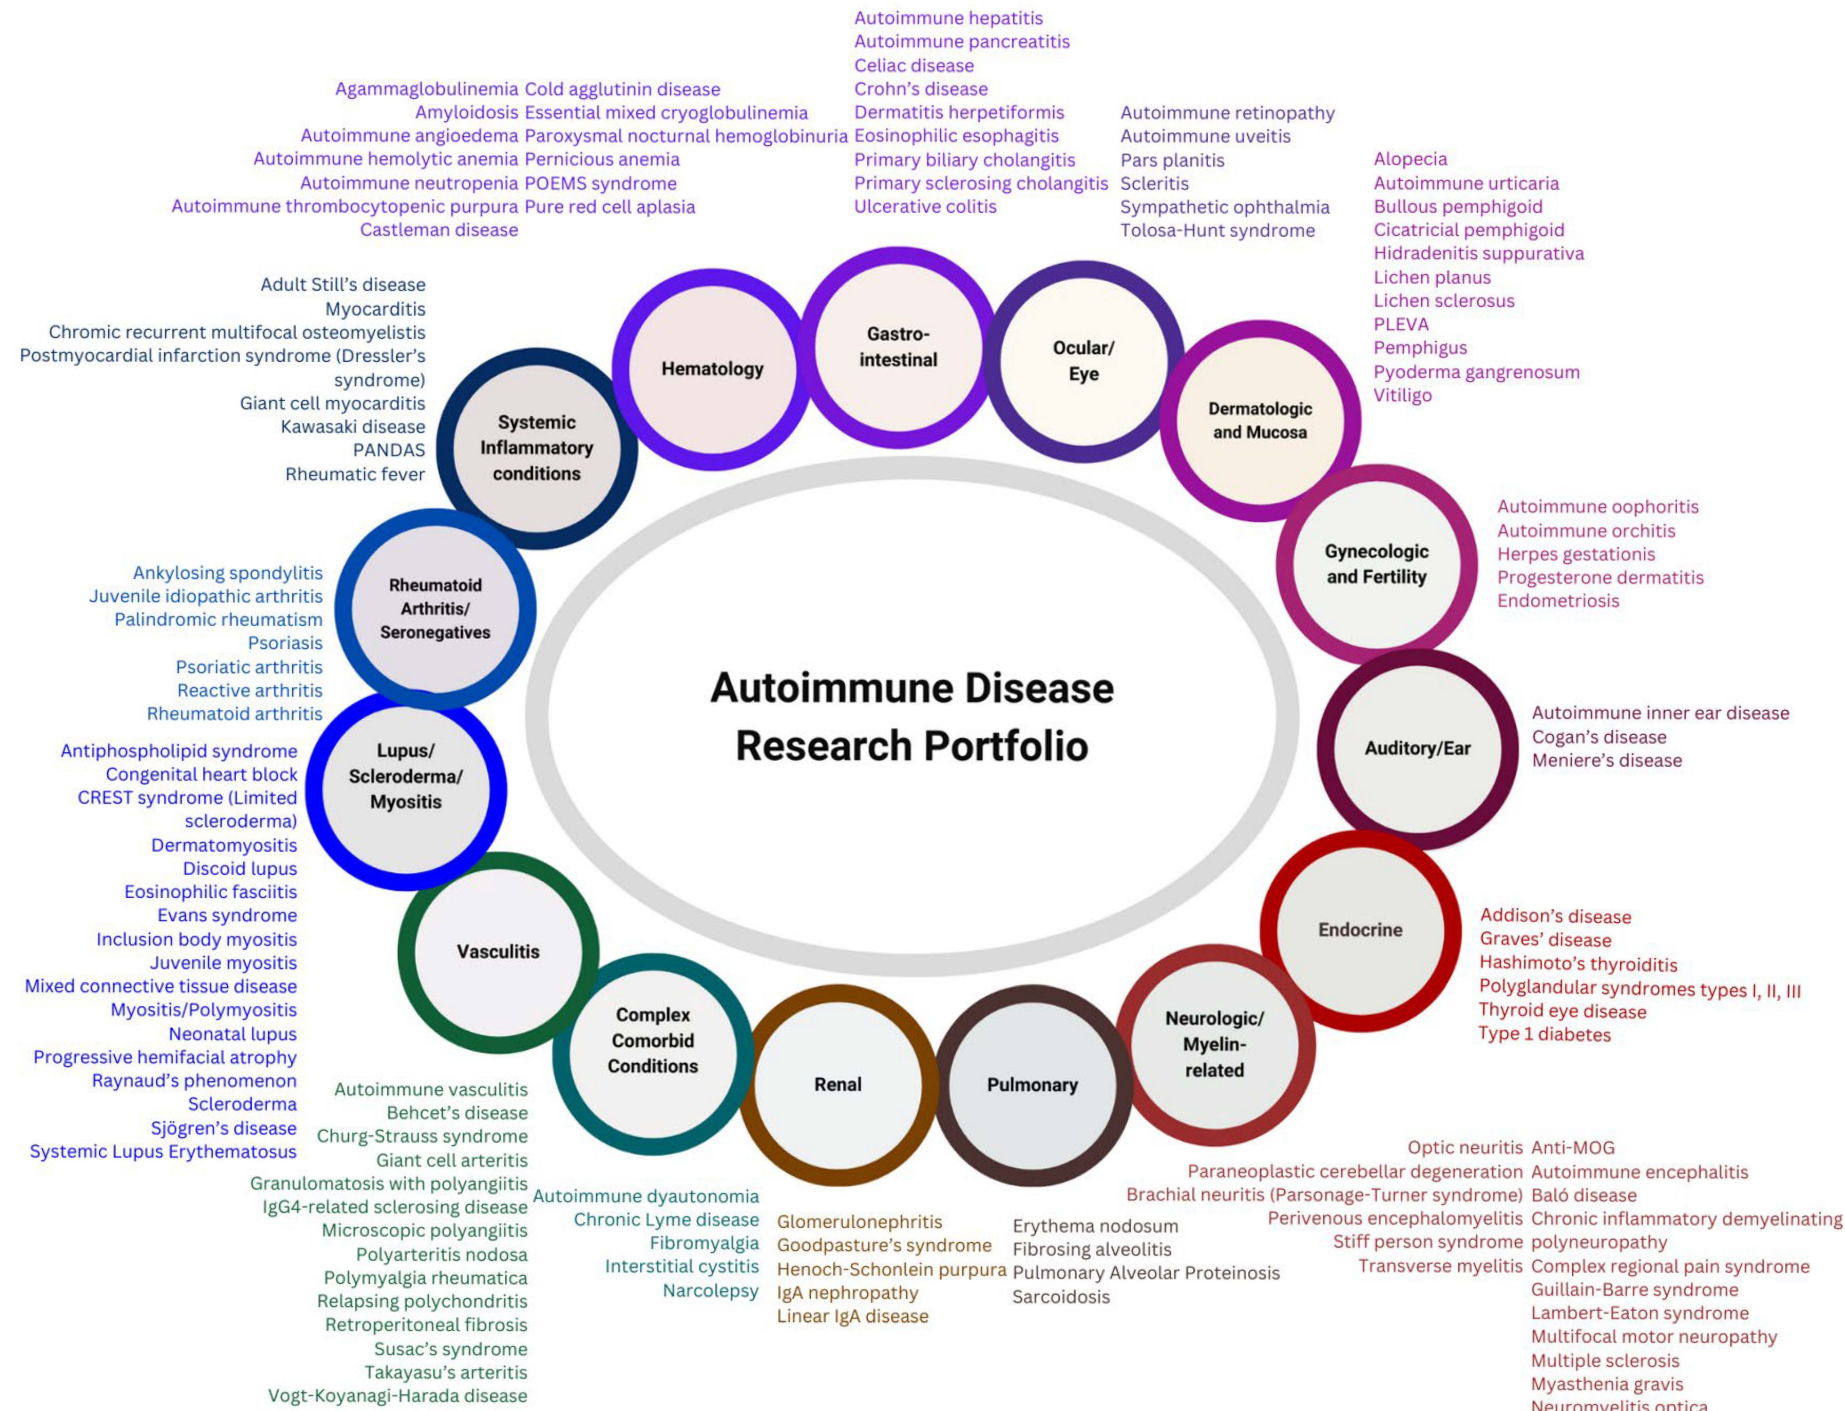 Autoimmune hepatitis
Autoimmune pancreatitis
Celiac disease
Crohn's disease
Dermatitis herpetiformis
Eosinophilic esophagitis
Primary biliary cholangitis
Primary sclerosing cholangitis
Ulcerative colitis
Agammaglobulinemia
Amyloidosis
Autoimmune angioedema
Autoimmune hemolytic anemia
Autoimmune neutropenia
Autoimmune thrombocytopenic purpura
Castleman disease
Cold agglutinin disease
Essential mixed cryoglobulinemia
Paroxysmal nocturnal hemoglobinuria
Pernicious anemia
POEMS syndrome
Pure red cell aplasia
Autoimmune retinopathy
Autoimmune uveitis
Pars planitis
Scleritis
Sympathetic ophthalmia
Tolosa-Hunt syndrome
Alopecia
Autoimmune urticaria
Bullous pemphigoid
Cicatricial pemphigoid
Hidradenitis suppurativa
Lichen planus
Lichen sclerosus
PLEVA
Pemphigus
Pyoderma gangrenosum
Vitiligo
Adult Still's disease
Myocarditis
Chromic recurrent multifocal osteomyelistis
Postmyocardial infarction syndrome (Dressler's
syndrome)
Giant cell myocarditis
Kawasaki disease
PANDAS
Rheumatic fever
Hematology
Gastro-
intestinal
Ocular/
Eye
Dermatologic
and Mucosa
Systemic
Inflammatory
conditions
Gynecologic
and Fertility
Autoimmune oophoritis
Autoimmune orchitis
Herpes gestationis
Progesterone dermatitis
Endometriosis
Ankylosing spondylitis
Juvenile idiopathic arthritis
Palindromic rheumatism
Psoriasis
Psoriatic arthritis
Reactive arthritis
Rheumatoid arthritis
Rheumatoid
Arthritis/
Seronegatives
Autoimmune Disease
Research Portfolio
Auditory/Ear
Autoimmune inner ear disease
Cogan's disease
Meniere's disease
Lupus/
Scleroderma/
Myositis
Antiphospholipid syndrome
Congenital heart block
CREST syndrome (Limited
scleroderma)
Dermatomyositis
Discoid lupus
Eosinophilic fasciitis
Evans syndrome
Inclusion body myositis
Juvenile myositis
Mixed connective tissue disease
Myositis/Polymyositis
Neonatal lupus
Progressive hemifacial atrophy
Raynaud's phenomenon
Scleroderma
Sjögren's disease
Systemic Lupus Erythematosus
Vasculitis
Endocrine
Addison's disease
Graves' disease
Hashimoto's thyroiditis
Polyglandular syndromes types I, II, III
Thyroid eye disease
Type 1 diabetes
Complex
Comorbid
Conditions
Renal
Pulmonary
Neurologic/
Myelin-
related
Autoimmune vasculitis
Behcet's disease
Churg-Strauss syndrome
Giant cell arteritis
Granulomatosis with polyangiitis
IgG4-related sclerosing disease
Microscopic polyangiitis
Polyarteritis nodosa
Polymyalgia rheumatica
Relapsing polychondritis
Retroperitoneal fibrosis
Susac's syndrome
Takayasu's arteritis
Vogt-Koyanagi-Harada disease
Autoimmune dyautonomia
Chronic Lyme disease
Fibromyalgia
Interstitial cystitis
Narcolepsy
Glomerulonephritis
Goodpasture's syndrome
Henoch-Schonlein purpura
IgA nephropathy
Linear IgA disease
Erythema nodosum
Fibrosing alveolitis
Pulmonary Alveolar Proteinosis
Sarcoidosis
Optic neuritis
Paraneoplastic cerebellar degeneration
Brachial neuritis (Parsonage-Turner syndrome)
Perivenous encephalomyelitis
Stiff person syndrome
Transverse myelitis
Anti-MOG
Autoimmune encephalitis
Baló disease
Chronic inflammatory demyelinating
polyneuropathy
Complex regional pain syndrome
Guillain-Barre syndrome
Lambert-Eaton syndrome
Multifocal motor neuropathy
Multiple sclerosis
Myasthenia gravis
Neuromyelitis optica